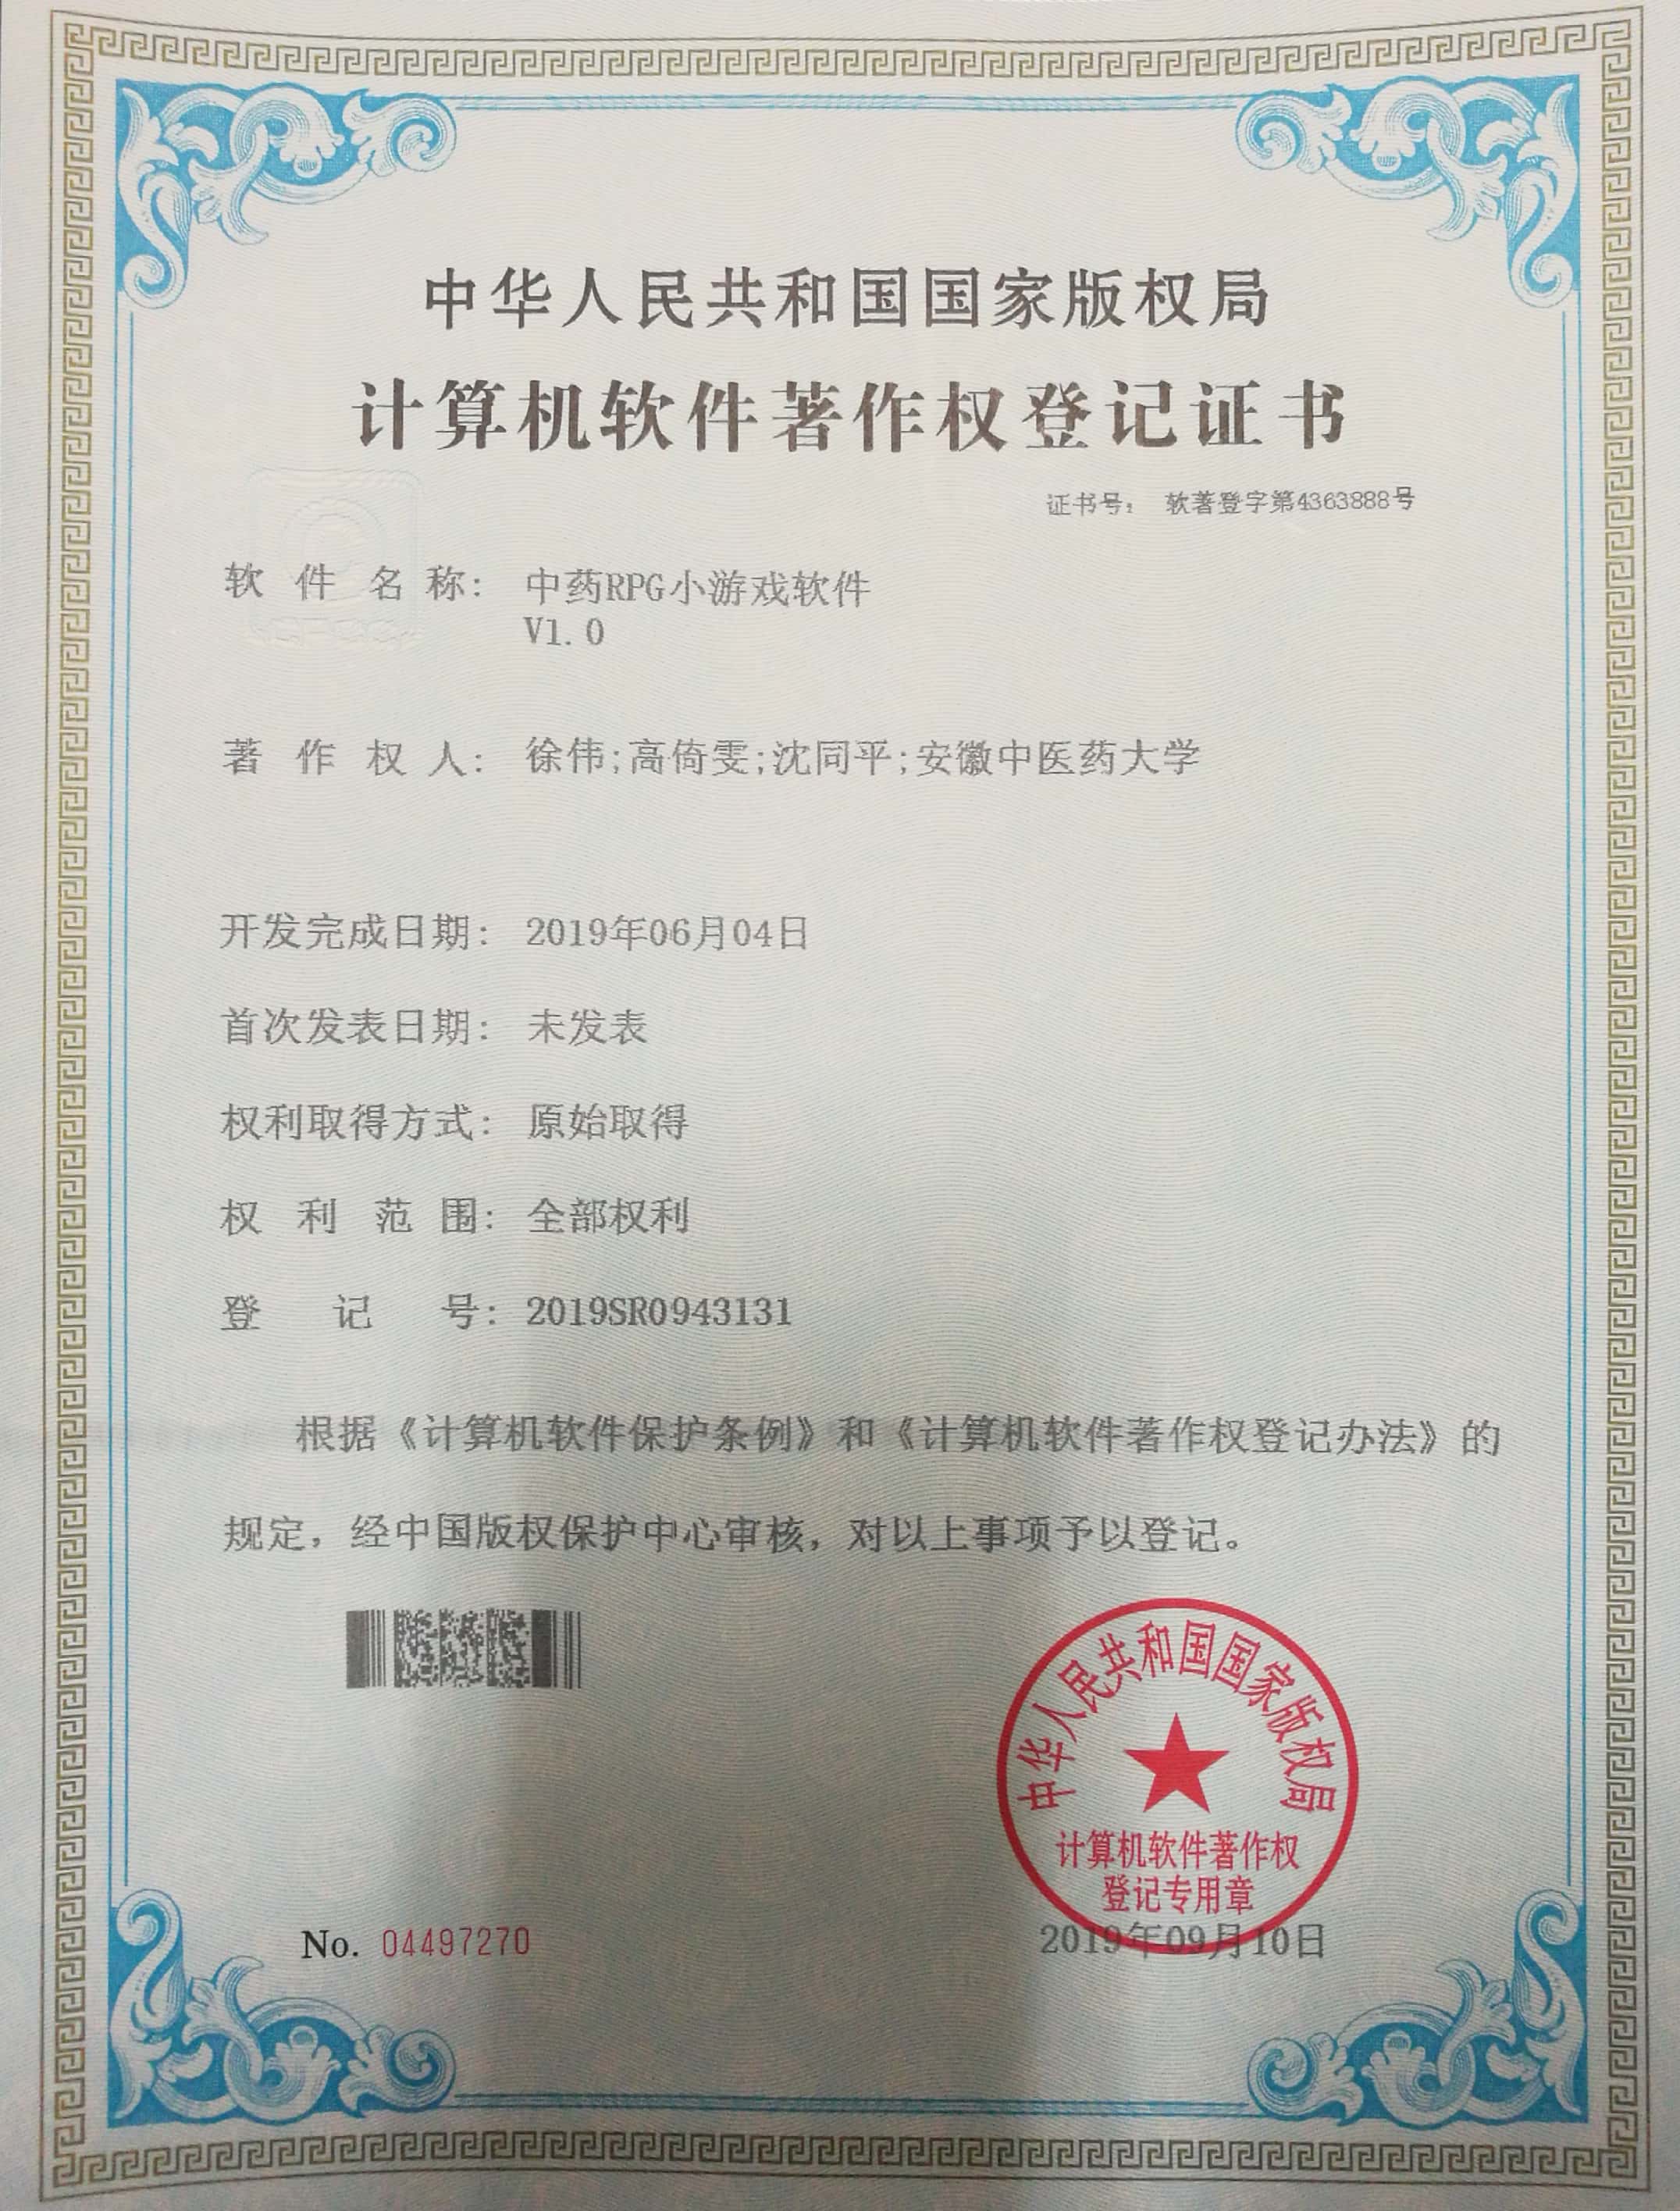 中华人民共和国国家版权局
计算机软件著作权登记证书
证书号： 软著登字第4363888号
软件名称： 中药RPG小游戏软件
V1.0
著作权人： 徐伟;高倚雯;沈同平;安徽中医药大学
开发完成日期： 2019年06月04日
首次发表日期： 未发表
权利取得方式： 原始取得
权利范围： 全部权利
登记号： 2019SR0943131
根据《计算机软件保护条例》和《计算机软件著作权登记办法》的
规定，经中国版权保护中心审核，对以上事项予以登记。
中华人民共和国国家版权局
计算机软件著作权
登记专用章
No. 04497270
2019年09月10日